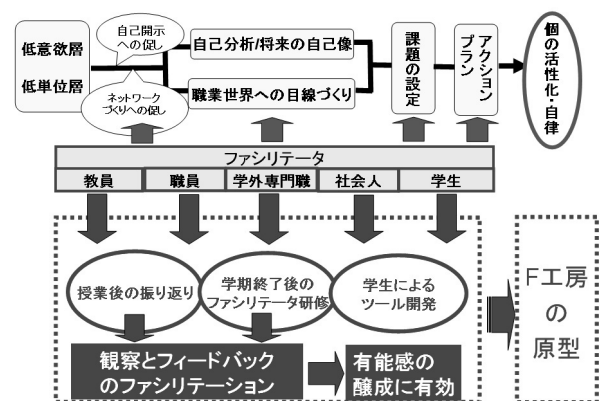 低意欲層
低単位層
自己開示
への促し
ネットワーク
づくりへの促し
自己分析/将来の自己像
職業世界への目線づくり
課題の設定
アクション
プラン
個の活性化・自律
ファシリテータ
教員
職員
学外専門職
社会人
学生
授業後の振り返り
学期終了後の
ファシリテータ研修
学生による
ツール開発
観察とフィードバック
のファシリテーション
有能感の
醸成に有効
F工房
の
原型